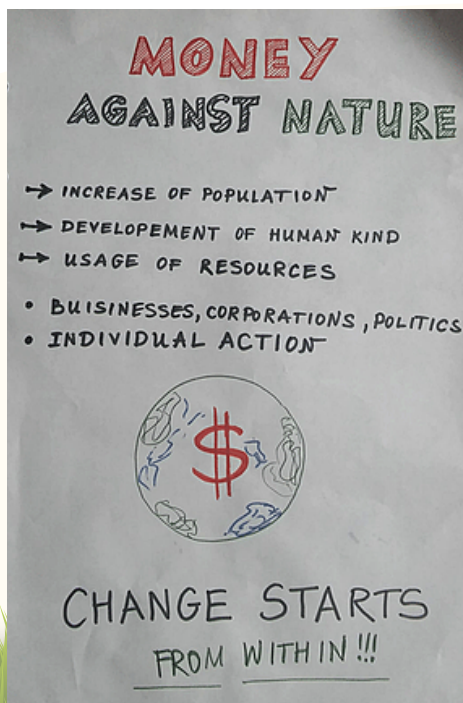 MONEY
AGAINST NATURE
→ INCREASE OF POPULATION
→ DEVELOPEMENT OF HUMAN KIND
→ USAGE OF RESOURCES
• BUISINESSES, CORPORATIONS, POLITICS
• INDIVIDUAL ACTION
$
CHANGE STARTS
FROM WITHIN!!!